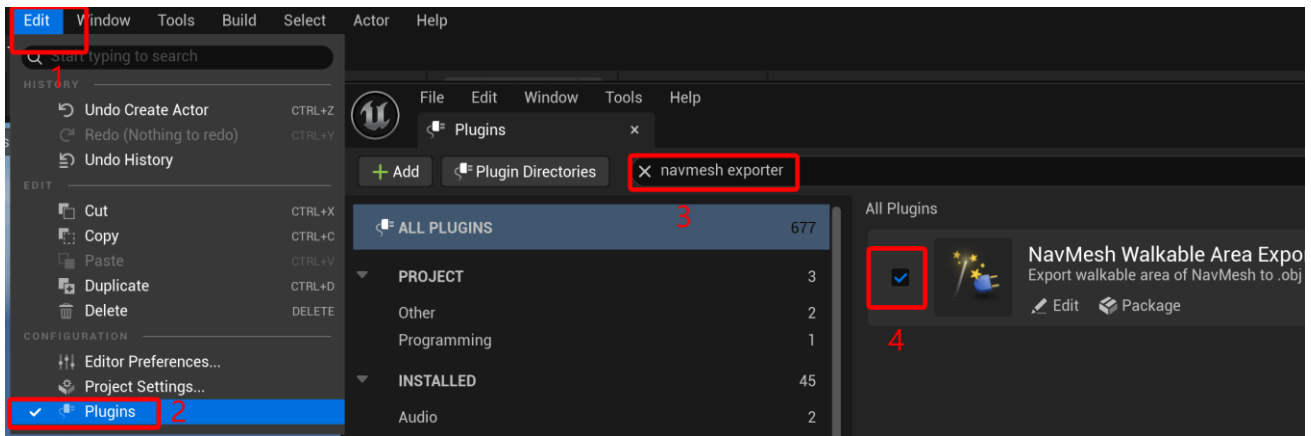 Edit Window Tools Build Select Actor Help
Start typing to search
1
HISTORY
Undo Create Actor CTRL+Z
Redo (Nothing to redo) CTRL+Y
Undo History
EDIT
Cut CTRL+X
Copy CTRL+C
Paste CTRL+V
Duplicate CTRL+D
Delete DELETE
CONFIGURATION
Editor Preferences...
Project Settings...
Plugins 2
File Edit Window Tools Help
Plugins ×
+ Add Plugin Directories navmesh exporter
3
ALL PLUGINS 677
PROJECT 3
Other 2
Programming 1
INSTALLED 45
Audio 2
All Plugins
NavMesh Walkable Area Expo
Export walkable area of NavMesh to .obj
Edit Package
4